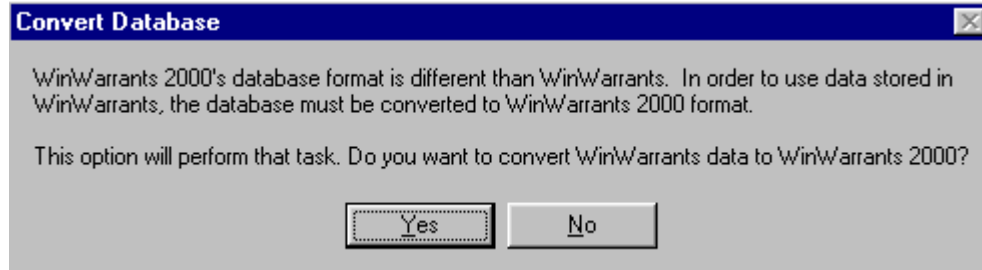 Convert Database
WinWarrants 2000's database format is different than WinWarrants.  In order to use data stored in
WinWarrants, the database must be converted to WinWarrants 2000 format.
This option will perform that task. Do you want to convert WinWarrants data to WinWarrants 2000?
Yes No